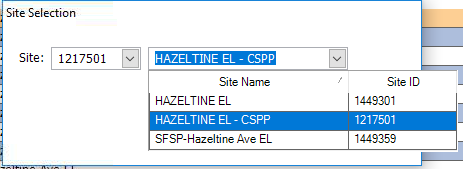 Site Selection
Site: 1217501 HAZELTINE EL - CSPP
Site Name Site ID
HAZELTINE EL 1449301
HAZELTINE EL - CSPP 1217501
SFSP-Hazeltine Ave EL 1449359